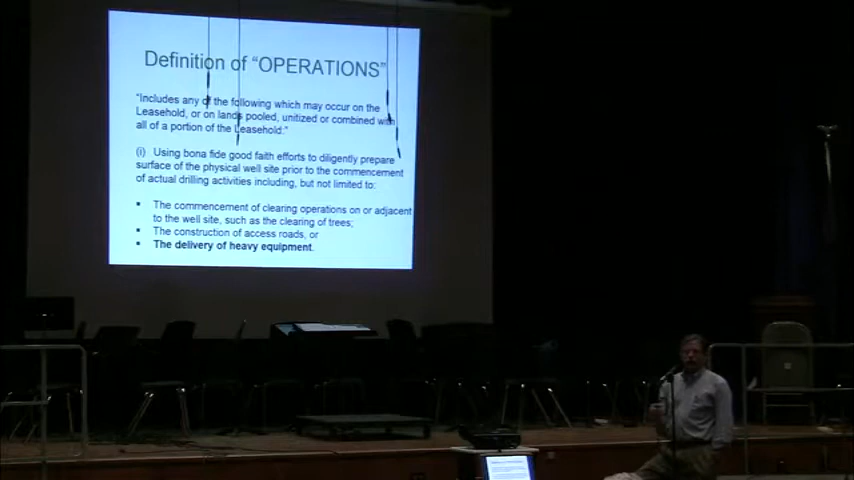 Definition of "OPERATIONS"
"Includes any of the following which may occur on the
Leasehold, or on lands pooled, unitized or combined with
all of a portion of the Leasehold:"
(i) Using bona fide good faith efforts to diligently prepare
surface of the physical well site prior to the commencement
of actual drilling activities including, but not limited to:
The commencement of clearing operations on or adjacent
to the well site, such as the clearing of trees;
The construction of access roads, or
The delivery of heavy equipment.